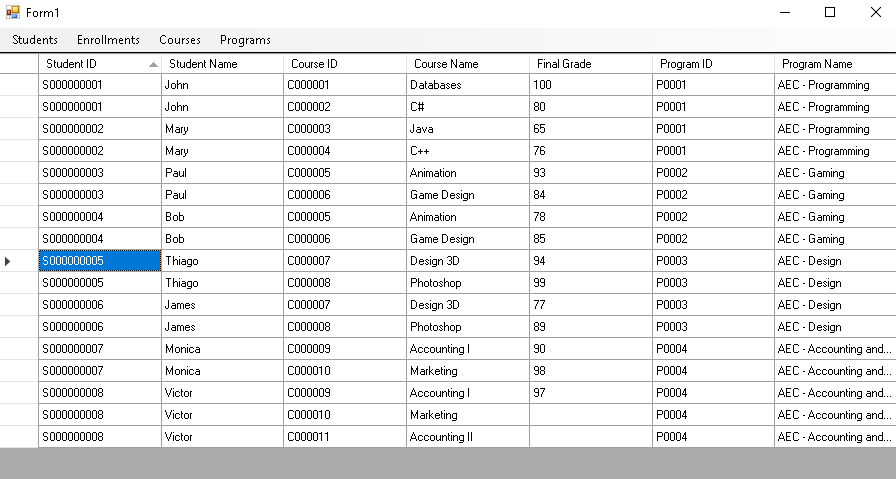 Form1
Students Enrollments Courses Programs
Student ID Student Name Course ID Course Name Final Grade Program ID Program Name
S000000001 John C000001 Databases 100 P0001 AEC - Programming
S000000001 John C000002 C# 80 P0001 AEC - Programming
S000000002 Mary C000003 Java 65 P0001 AEC - Programming
S000000002 Mary C000004 C++ 76 P0001 AEC - Programming
S000000003 Paul C000005 Animation 93 P0002 AEC - Gaming
S000000003 Paul C000006 Game Design 84 P0002 AEC - Gaming
S000000004 Bob C000005 Animation 78 P0002 AEC - Gaming
S000000004 Bob C000006 Game Design 85 P0002 AEC - Gaming
S000000005 Thiago C000007 Design 3D 94 P0003 AEC - Design
S000000005 Thiago C000008 Photoshop 99 P0003 AEC - Design
S000000006 James C000007 Design 3D 77 P0003 AEC - Design
S000000006 James C000008 Photoshop 89 P0003 AEC - Design
S000000007 Monica C000009 Accounting I 90 P0004 AEC - Accounting and...
S000000007 Monica C000010 Marketing 98 P0004 AEC - Accounting and...
S000000008 Victor C000009 Accounting I 97 P0004 AEC - Accounting and...
S000000008 Victor C000010 Marketing P0004 AEC - Accounting and...
S000000008 Victor C000011 Accounting II P0004 AEC - Accounting and...